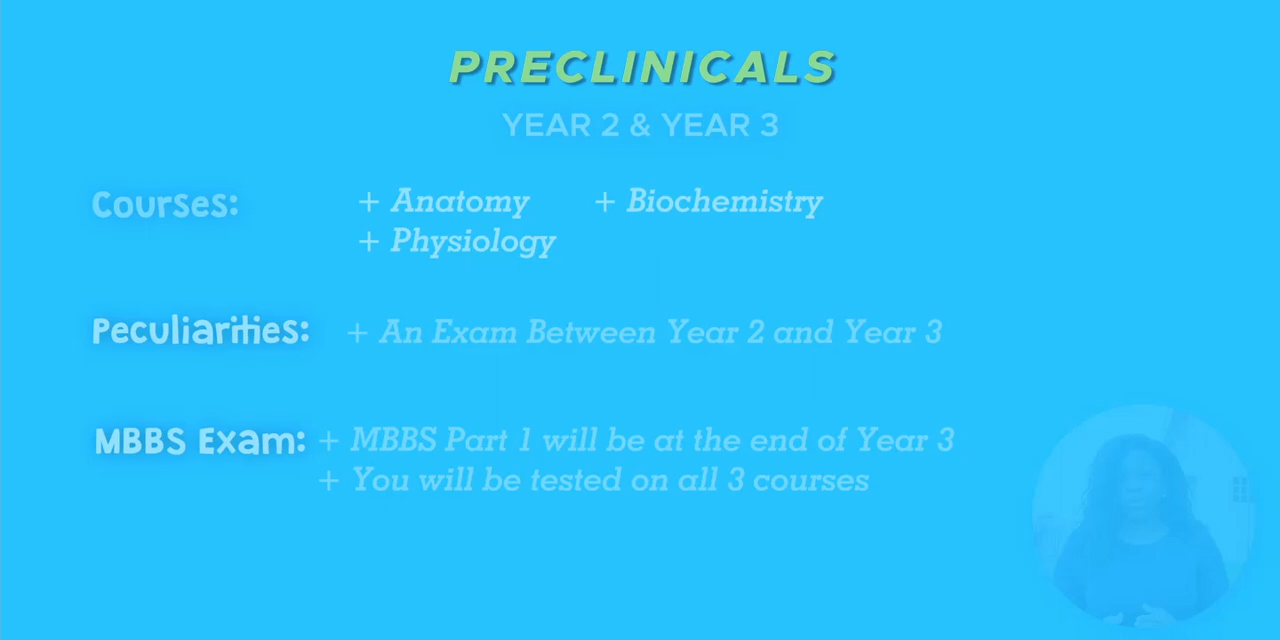 PRECLINICALS
YEAR 2 & YEAR 3
Courses: + Anatomy + Biochemistry
+ Physiology
Peculiarities: + An Exam Between Year 2 and Year 3
MBBS Exam: + MBBS Part 1 will be at the end of Year 3
+ You will be tested on all 3 courses